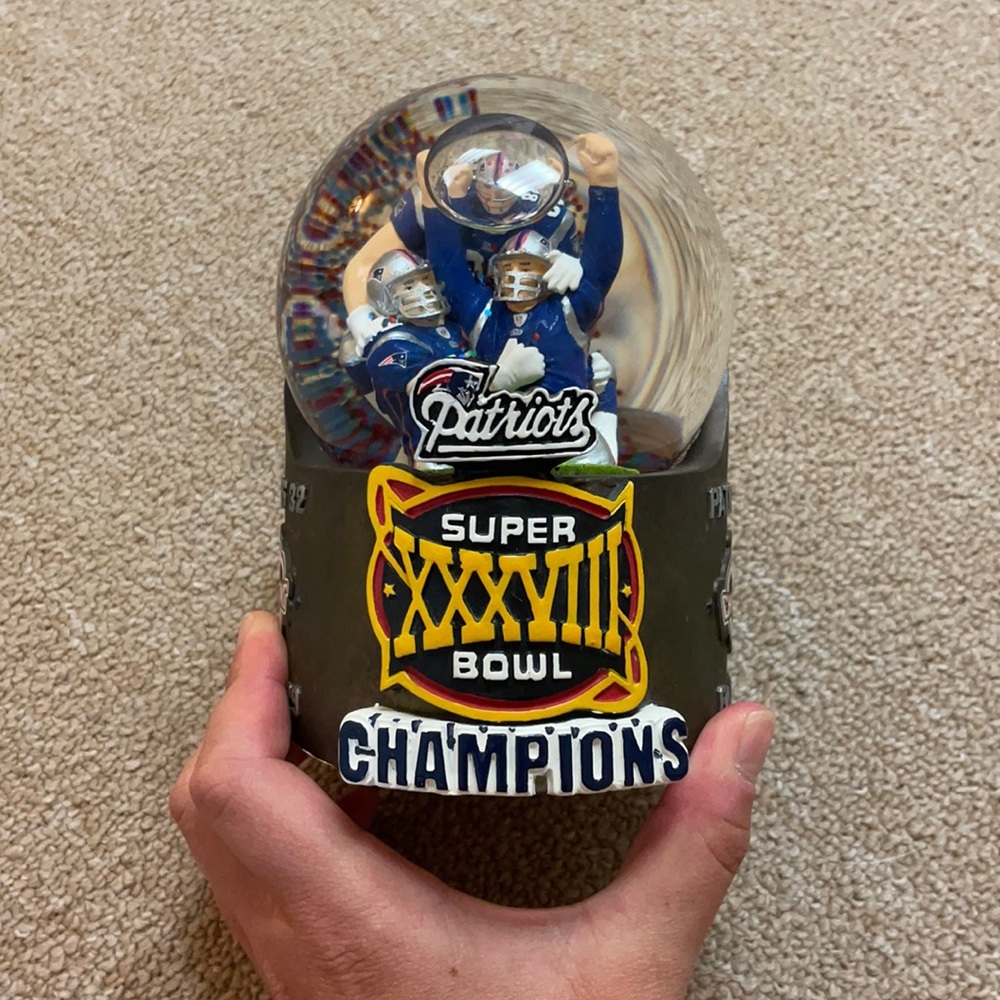 Patriots
SUPER
XXXVIII
BOWL
CHAMPIONS